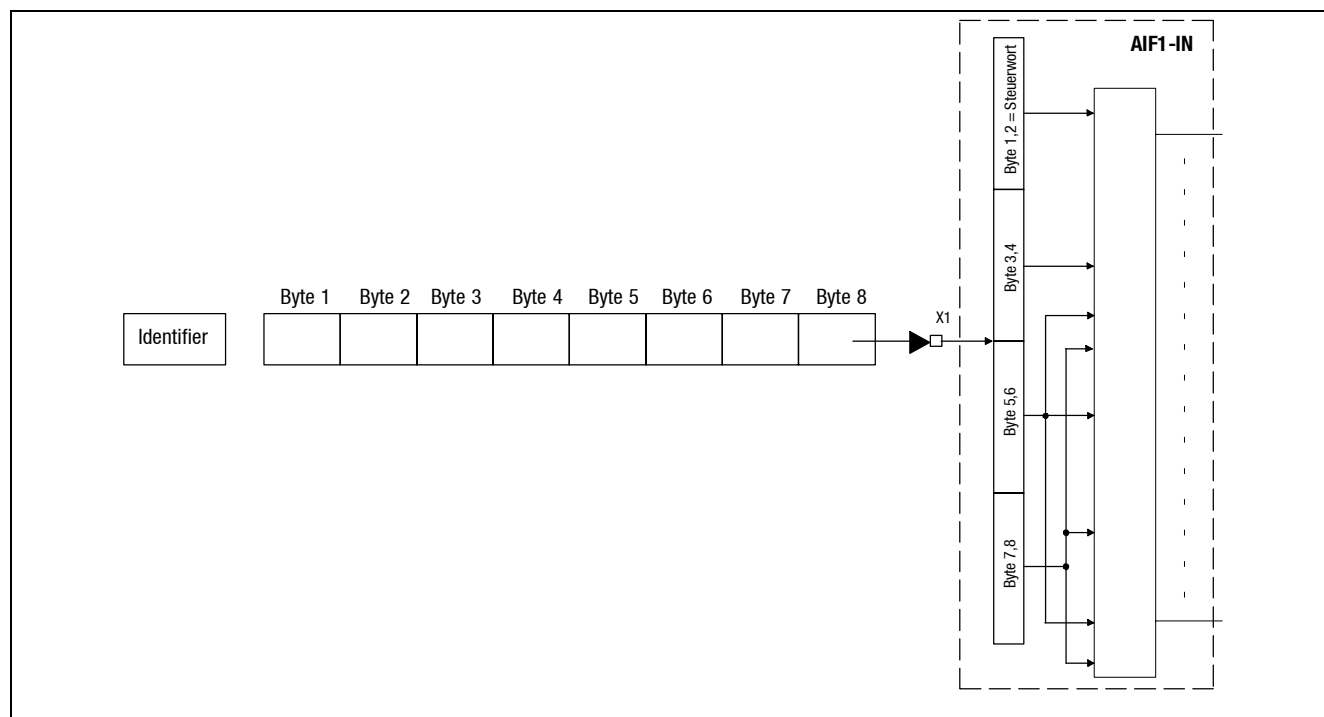 AIF1-IN
Byte 1,2 = Steuerwort
Byte 3,4
Byte 1
Byte 2
Byte 3
Byte 4
Byte 5
Byte 6
Byte 7
Byte 8
X1
Identifier
Byte 5,6
Byte 7,8